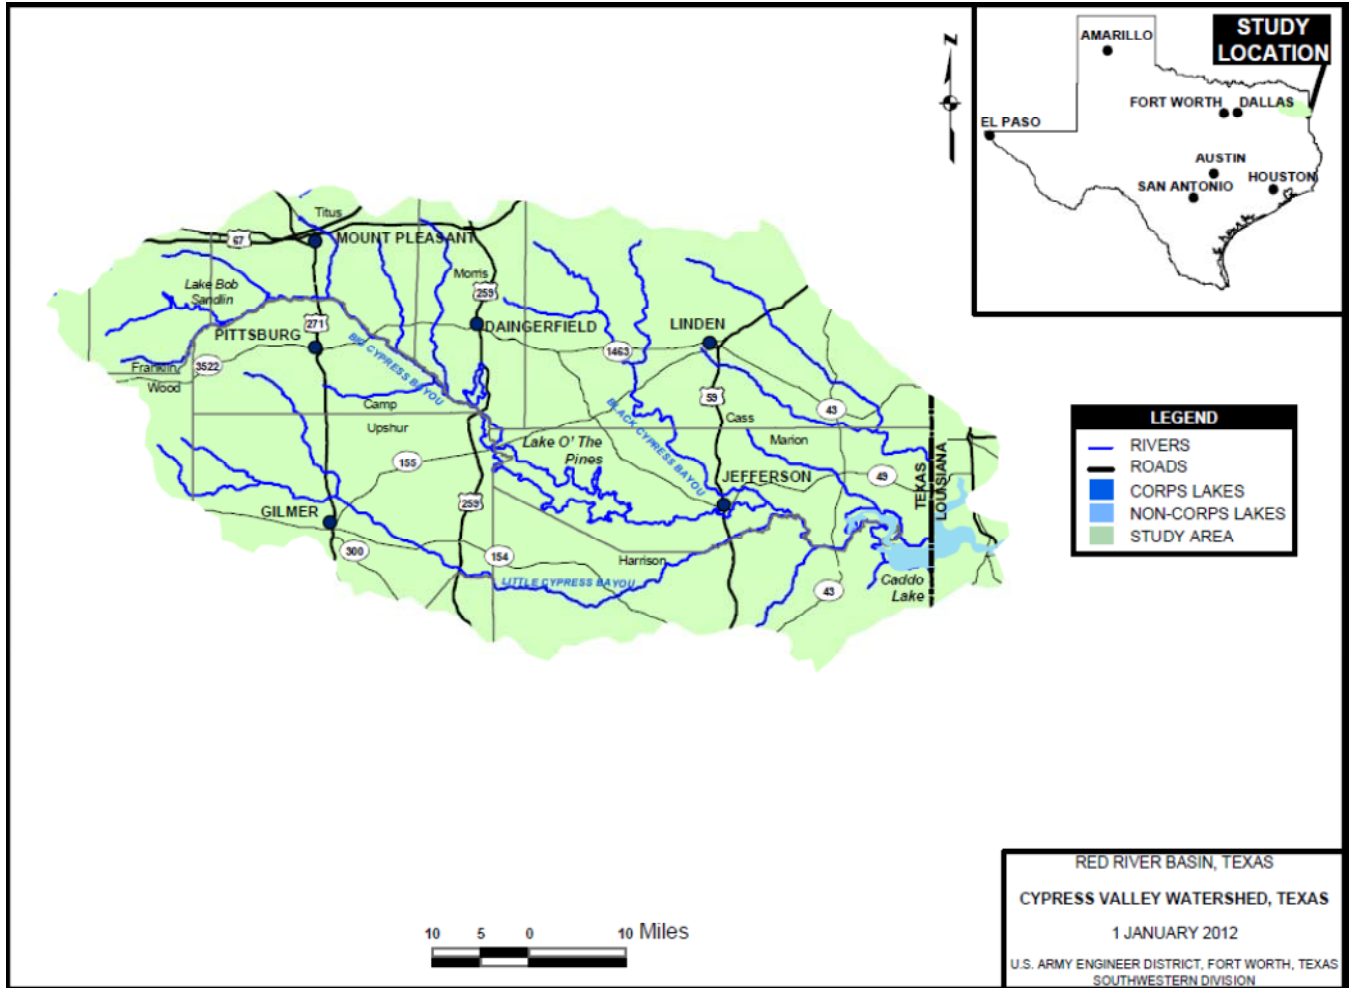 STUDY
LOCATION
AMARILLO
FORT WORTH
DALLAS
EL PASO
AUSTIN
SAN ANTONIO
HOUSTON
N
Titus
67
MOUNT PLEASANT
Morris
259
Lake Bob
Sandlin
271
PITTSBURG
DAINGERFIELD
LINDEN
BIG CYPRESS BAYOU
1463
3522
Franklin
Wood
Camp
Upshur
59
43
Cass
Marion
BLACK CYPRESS BAYOU
Lake O' The
Pines
155
JEFFERSON
49
TEXAS
LOUISIANA
259
GILMER
300
154
Harrison
LITTLE CYPRESS BAYOU
43
Caddo
Lake
LEGEND
RIVERS
ROADS
CORPS LAKES
NON-CORPS LAKES
STUDY AREA
10 5 0 10 Miles
RED RIVER BASIN, TEXAS
CYPRESS VALLEY WATERSHED, TEXAS
1 JANUARY 2012
U.S. ARMY ENGINEER DISTRICT, FORT WORTH, TEXAS
SOUTHWESTERN DIVISION